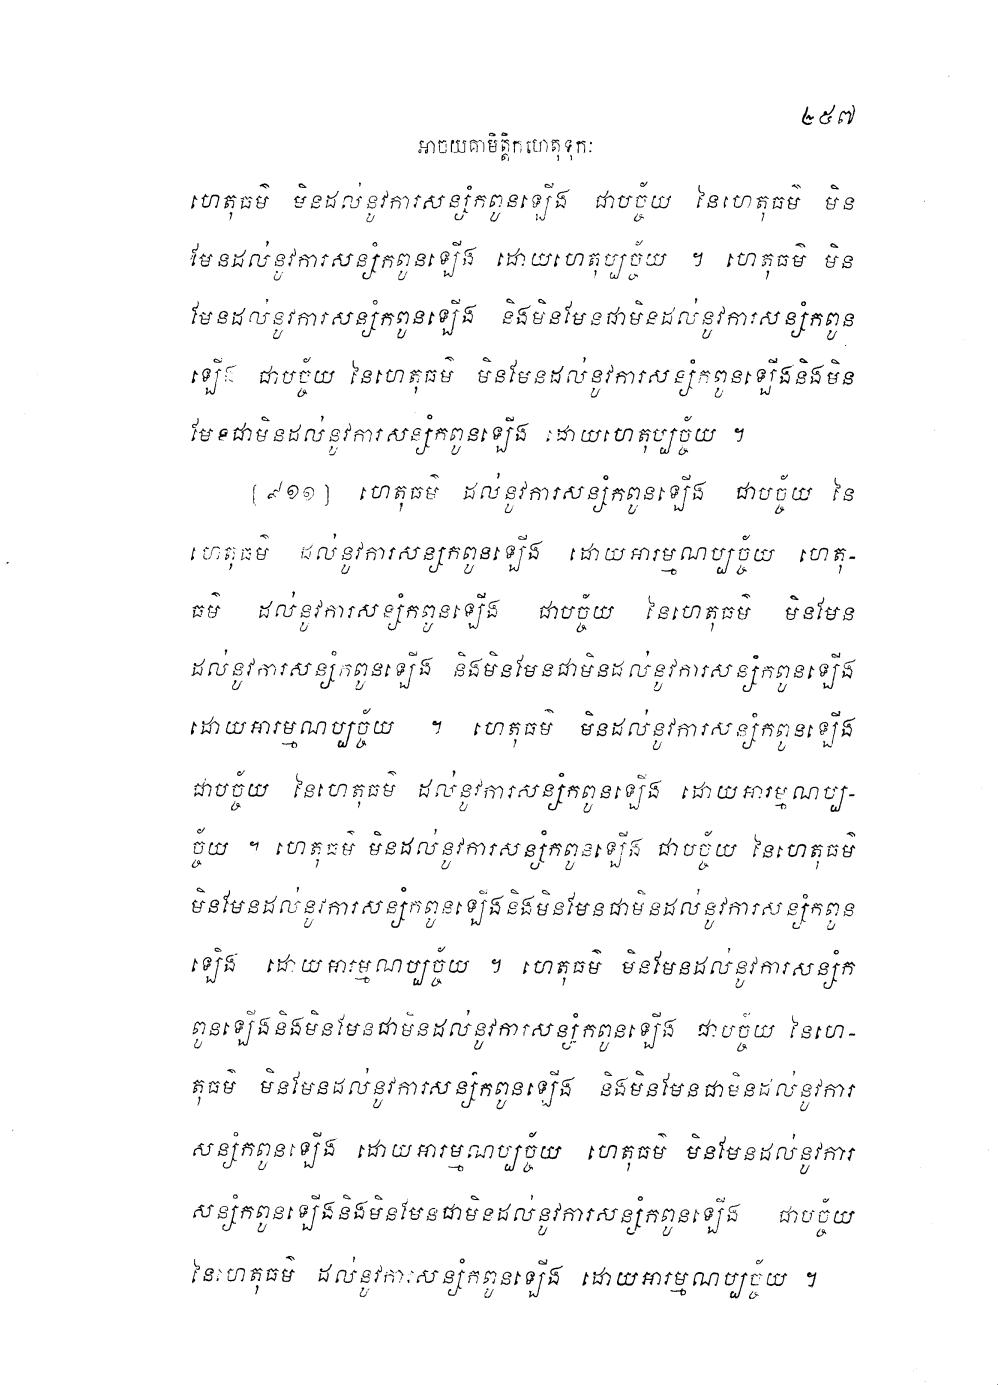 ២៥៧
អាចយគាមិត្តិកហេតុទុកៈ
ហេតុធម៌ មិនដល់នូវការសន្សំកពូនឡើង ជាបច្ច័យ នៃហេតុធម៌ មិន
មែនដល់នូវការសន្សំកពូនឡើង ដោយហេតុប្បច្ច័យ ។ ហេតុធម៌ មិន
មែនដល់នូវការសន្សំកពូនឡើង និងមិនមែនជាមិនដល់នូវការសន្សំកពូន
ឡើង ជាបច្ច័យ នៃហេតុធម៌ មិនមែនដល់នូវការសន្សំកពូនឡើងនិងមិន
មែនជាមិនដល់នូវការសន្សំកពូនឡើង ដោយហេតុប្បច្ច័យ ។
[៩១១] ហេតុធម៌ ដល់នូវការសន្សំកពូនឡើង ជាបច្ច័យ នៃ
ហេតុធម៌ ដល់នូវការសន្សំកពូនឡើង ដោយអារម្មណប្បច្ច័យ ហេតុ-
ធម៌ ដល់នូវការសន្សំកពូនឡើង ជាបច្ច័យ នៃហេតុធម៌ មិនមែន
ដល់នូវការសន្សំកពូនឡើង និងមិនមែនជាមិនដល់នូវការសន្សំកពូនឡើង
ដោយអារម្មណប្បច្ច័យ ។ ហេតុធម៌ មិនដល់នូវការសន្សំកពូនឡើង
ជាបច្ច័យ នៃហេតុធម៌ ដល់នូវការសន្សំកពូនឡើង ដោយអារម្មណប្ប-
ច្ច័យ ។ ហេតុធម៌ មិនដល់នូវការសន្សំកពូនឡើង ជាបច្ច័យ នៃហេតុធម៌
មិនមែនដល់នូវការសន្សំកពូនឡើងនិងមិនមែនជាមិនដល់នូវការសន្សំកពូន
ឡើង ដោយអារម្មណប្បច្ច័យ ។ ហេតុធម៌ មិនមែនដល់នូវការសន្សំក
ពូនឡើងនិងមិនមែនជាមិនដល់នូវការសន្សំកពូនឡើង ជាបច្ច័យ នៃហេ-
តុធម៌ មិនមែនដល់នូវការសន្សំកពូនឡើង និងមិនមែនជាមិនដល់នូវការ
សន្សំកពូនឡើង ដោយអារម្មណប្បច្ច័យ ហេតុធម៌ មិនមែនដល់នូវការ
សន្សំកពូនឡើងនិងមិនមែនជាមិនដល់នូវការសន្សំកពូនឡើង ជាបច្ច័យ
នៃហេតុធម៌ ដល់នូវការសន្សំកពូនឡើង ដោយអារម្មណប្បច្ច័យ ។